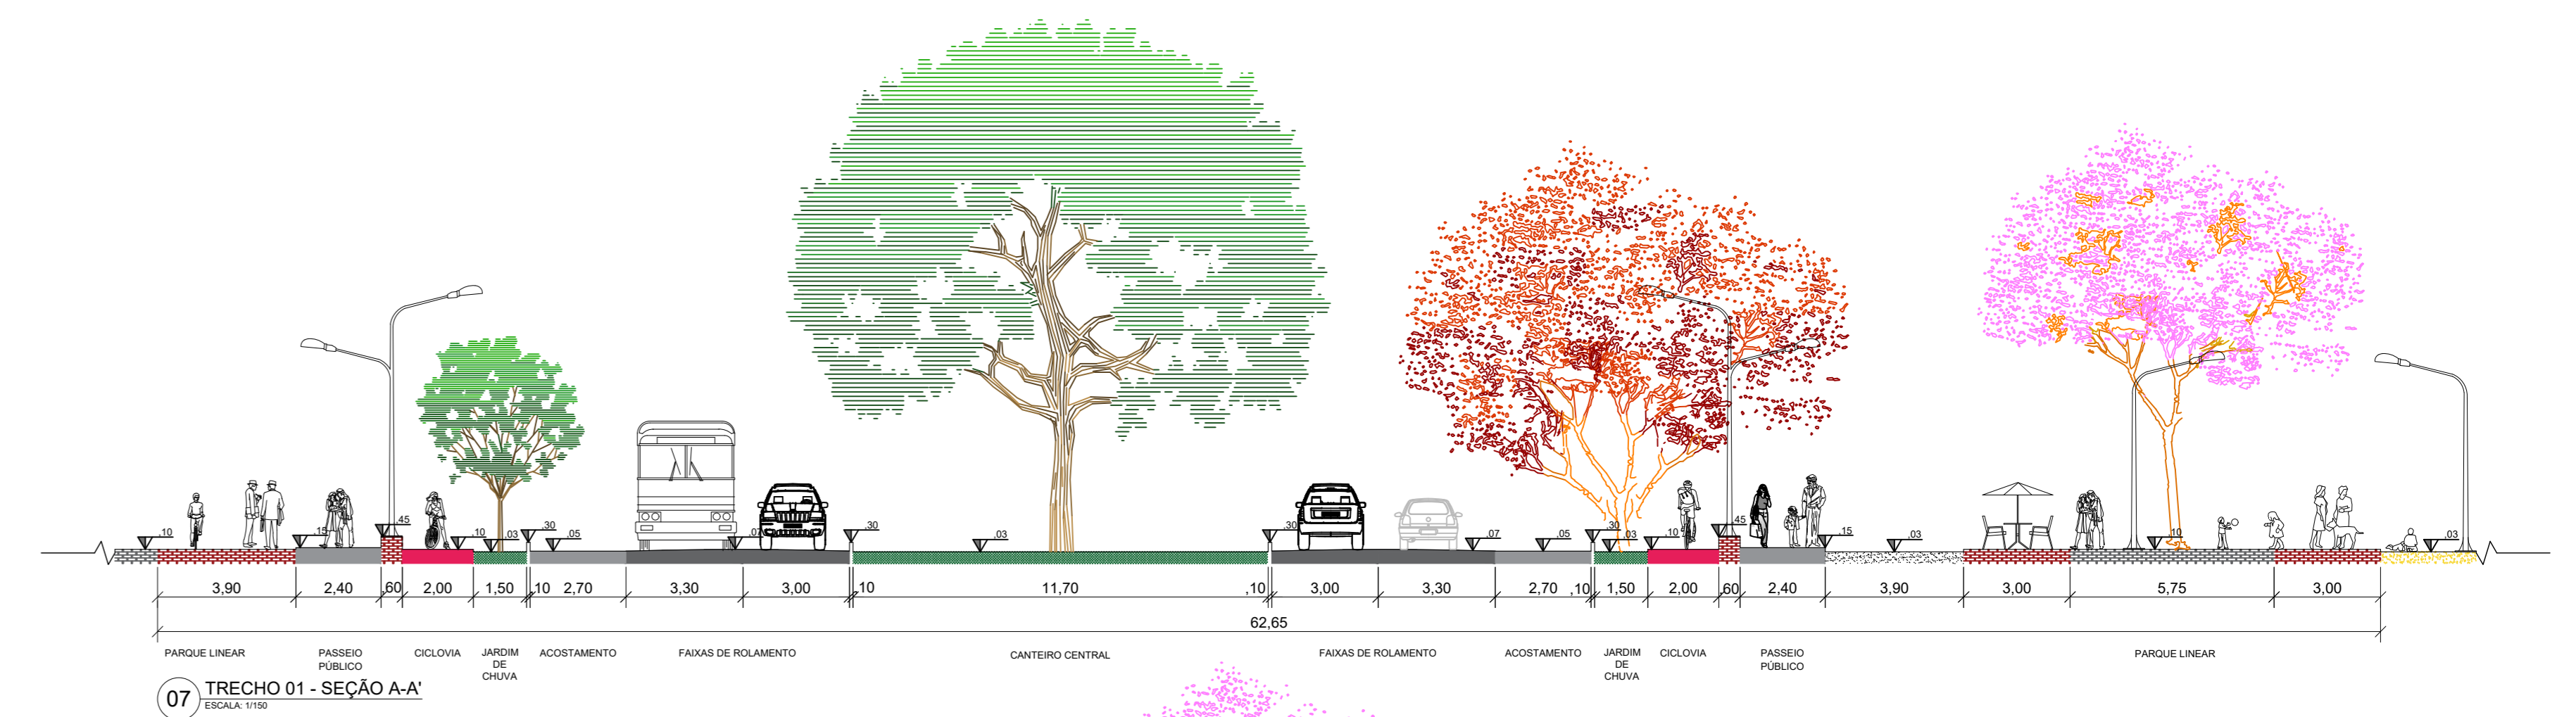 ,10 ,15 ,45 ,10 ,03 ,30 ,05 ,07 ,30 ,03 ,30 ,07 ,05 ,30 ,03 ,10 ,45 ,15 ,03 ,10 ,03
3,90 2,40 ,60 2,00 1,50 ,10 2,70 3,30 3,00 ,10 11,70 ,10 3,00 3,30 2,70 ,10 1,50 2,00 ,60 2,40 3,90 3,00 5,75 3,00
62,65
PARQUE LINEAR
PASSEIO
PÚBLICO
CICLOVIA
JARDIM
DE
CHUVA
ACOSTAMENTO
FAIXAS DE ROLAMENTO
CANTEIRO CENTRAL
FAIXAS DE ROLAMENTO
ACOSTAMENTO
JARDIM
DE
CHUVA
CICLOVIA
PASSEIO
PÚBLICO
PARQUE LINEAR
07
TRECHO 01 - SEÇÃO A-A'
ESCALA: 1/150